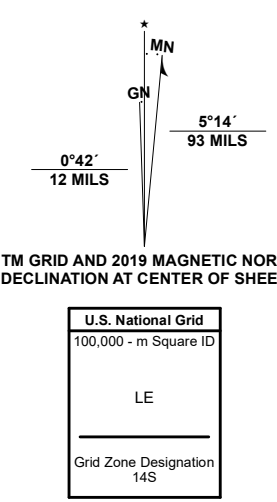 ★
MN
GN
5°14´
93 MILS
0°42´
12 MILS
TM GRID AND 2019 MAGNETIC NOR
DECLINATION AT CENTER OF SHEE
U.S. National Grid
100,000 - m Square ID
LE
Grid Zone Designation
14S